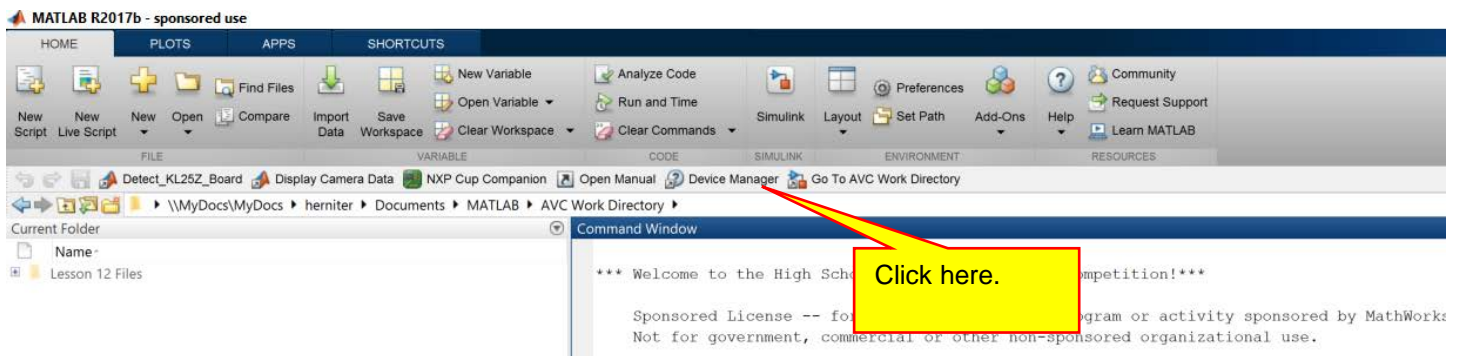 MATLAB R2017b - sponsored use
HOME PLOTS APPS SHORTCUTS
New Script New Live Script New Open Find Files Compare Import Data Save Workspace New Variable Open Variable Clear Workspace Analyze Code Run and Time Clear Commands Simulink Layout Preferences Set Path Add-Ons Help Community Request Support Learn MATLAB
FILE VARIABLE CODE SIMULINK ENVIRONMENT RESOURCES
Detect_KL25Z_Board Display Camera Data NXP Cup Companion Open Manual Device Manager Go To AVC Work Directory
\\MyDocs\MyDocs herniter Documents MATLAB AVC Work Directory
Current Folder Command Window
Name
Lesson 12 Files
Click here.
*** Welcome to the High Scho mpetition!***
Sponsored License -- for ogram or activity sponsored by MathWorks
Not for government, commercial or other non-sponsored organizational use.